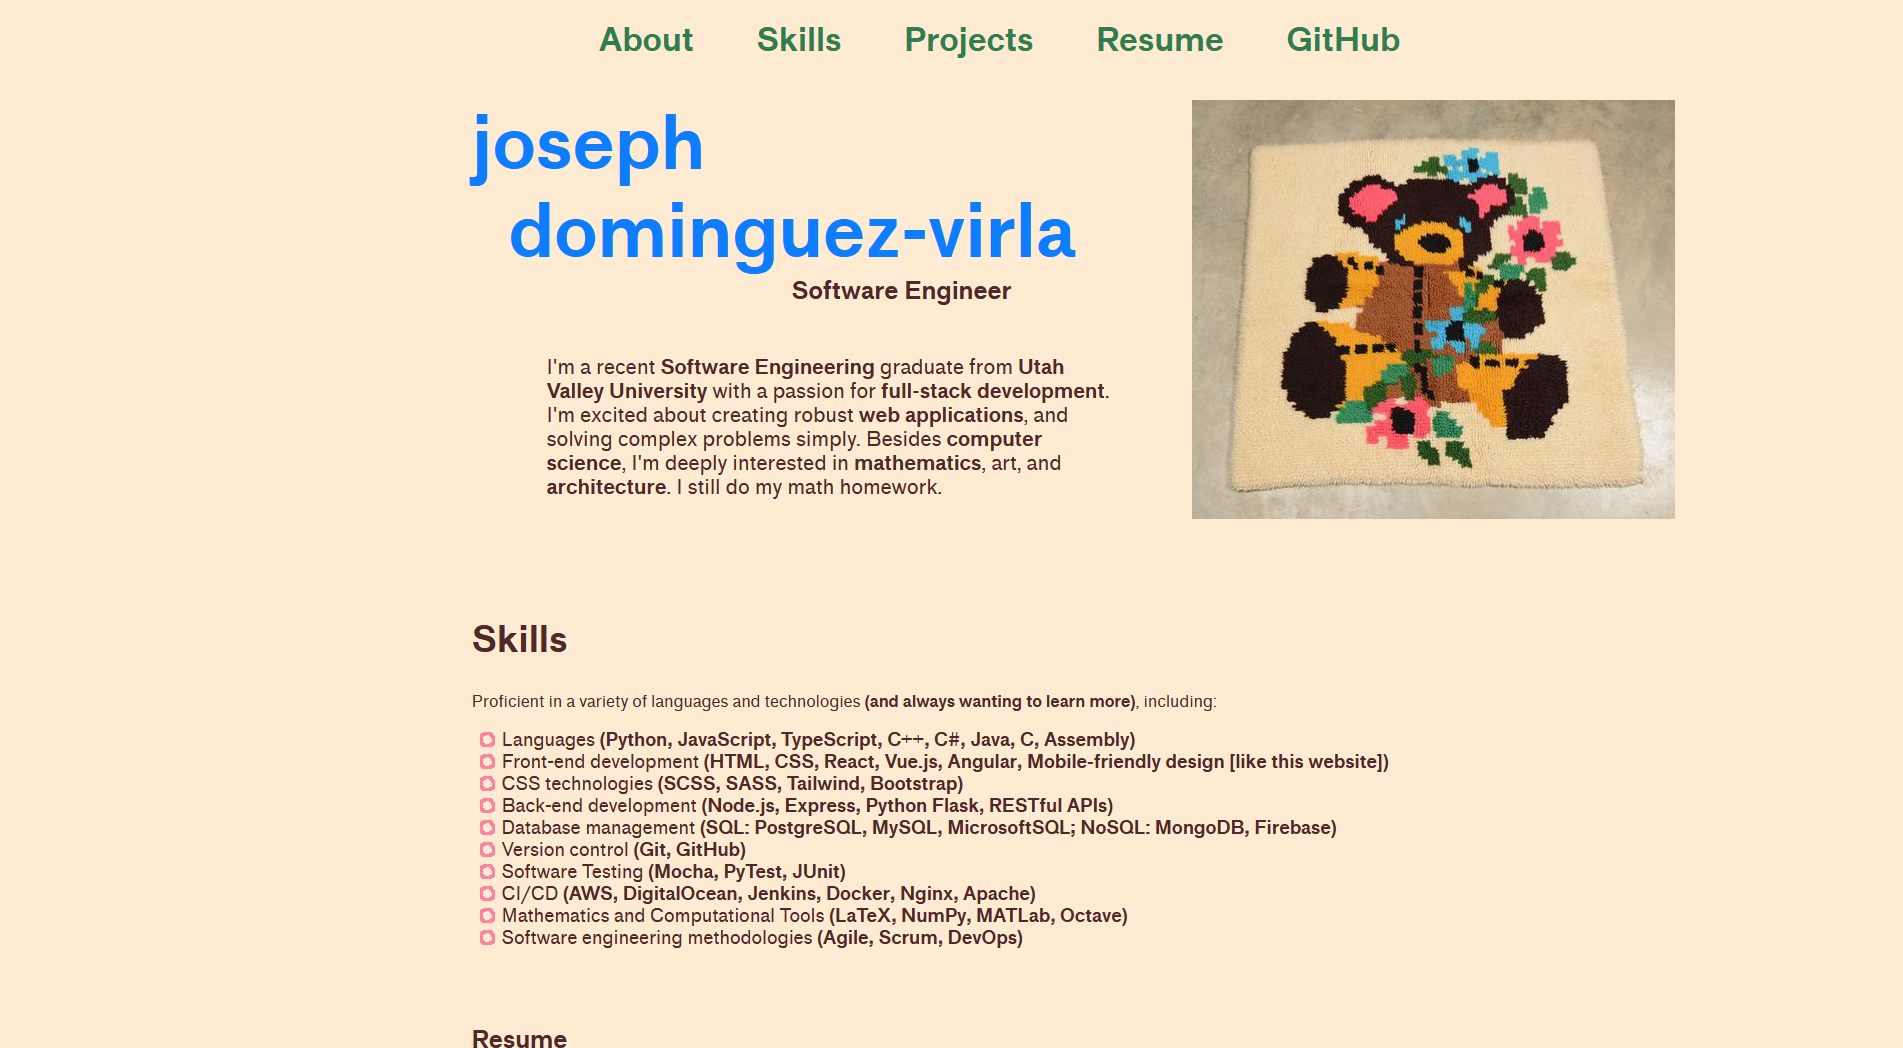 About Skills Projects Resume GitHub
joseph
dominguez-virla
Software Engineer
I'm a recent Software Engineering graduate from Utah
Valley University with a passion for full-stack development.
I'm excited about creating robust web applications, and
solving complex problems simply. Besides computer
science, I'm deeply interested in mathematics, art, and
architecture. I still do my math homework.
Skills
Proficient in a variety of languages and technologies (and always wanting to learn more), including:
Languages (Python, JavaScript, TypeScript, C++, C#, Java, C, Assembly)
Front-end development (HTML, CSS, React, Vue.js, Angular, Mobile-friendly design [like this website])
CSS technologies (SCSS, SASS, Tailwind, Bootstrap)
Back-end development (Node.js, Express, Python Flask, RESTful APIs)
Database management (SQL: PostgreSQL, MySQL, MicrosoftSQL; NoSQL: MongoDB, Firebase)
Version control (Git, GitHub)
Software Testing (Mocha, PyTest, JUnit)
CI/CD (AWS, DigitalOcean, Jenkins, Docker, Nginx, Apache)
Mathematics and Computational Tools (LaTeX, NumPy, MATLab, Octave)
Software engineering methodologies (Agile, Scrum, DevOps)
Resume